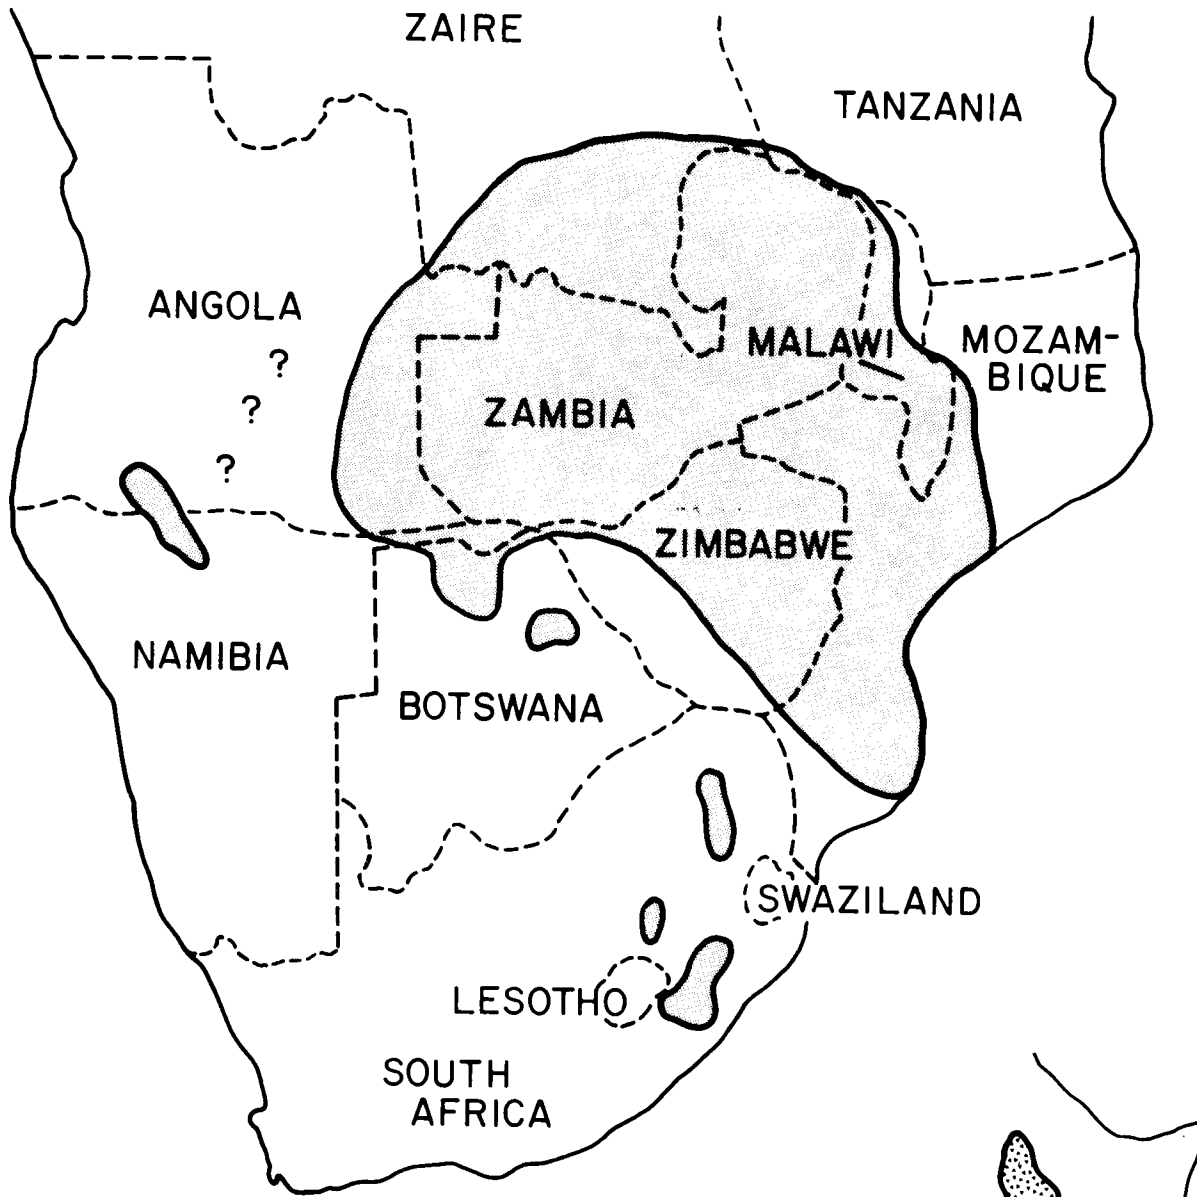 ZAIRE
TANZANIA
ANGOLA
?
?
?
MALAWI
MOZAM-
BIQUE
ZAMBIA
ZIMBABWE
NAMIBIA
BOTSWANA
SWAZILAND
LESOTHO
SOUTH
AFRICA